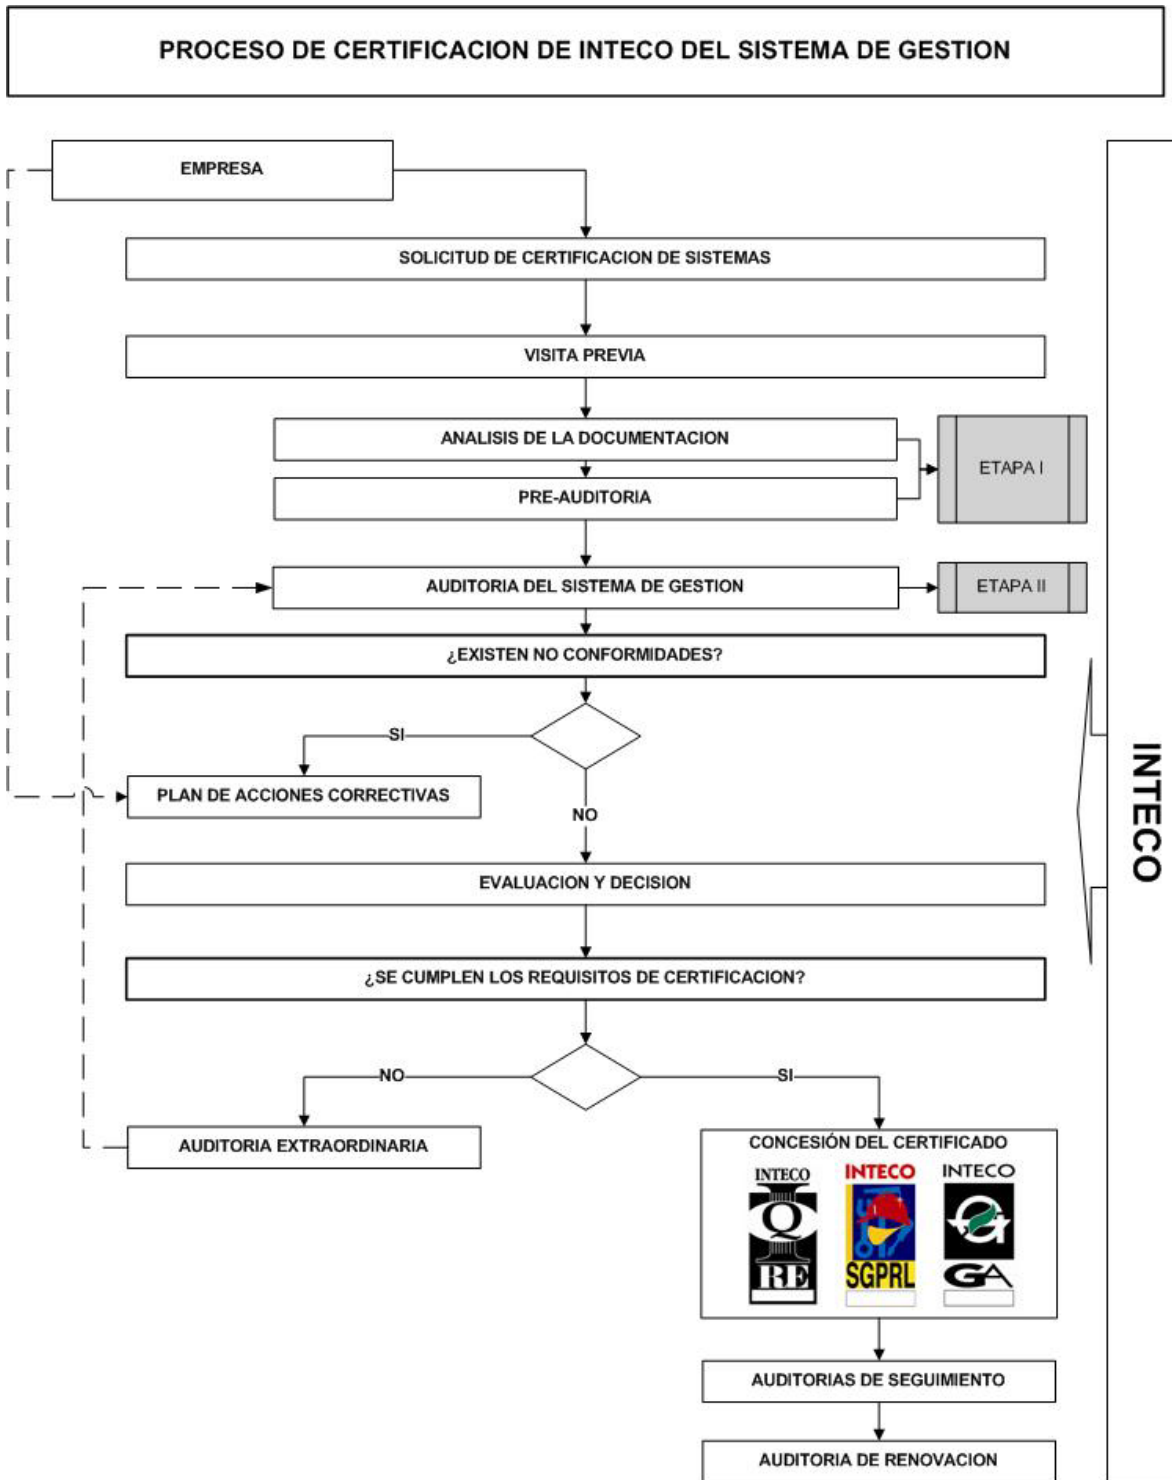 PROCESO DE CERTIFICACION DE INTECO DEL SISTEMA DE GESTION
EMPRESA
SOLICITUD DE CERTIFICACION DE SISTEMAS
VISITA PREVIA
ANALISIS DE LA DOCUMENTACION
ETAPA I
PRE-AUDITORIA
AUDITORIA DEL SISTEMA DE GESTION
ETAPA II
¿EXISTEN NO CONFORMIDADES?
SI
PLAN DE ACCIONES CORRECTIVAS
NO
INTECO
EVALUACION Y DECISION
¿SE CUMPLEN LOS REQUISITOS DE CERTIFICACION?
NO
SI
AUDITORIA EXTRAORDINARIA
CONCESIÓN DEL CERTIFICADO
INTECO
Q
RE
INTECO
SGPRL
INTECO
GA
AUDITORIAS DE SEGUIMIENTO
AUDITORIA DE RENOVACION